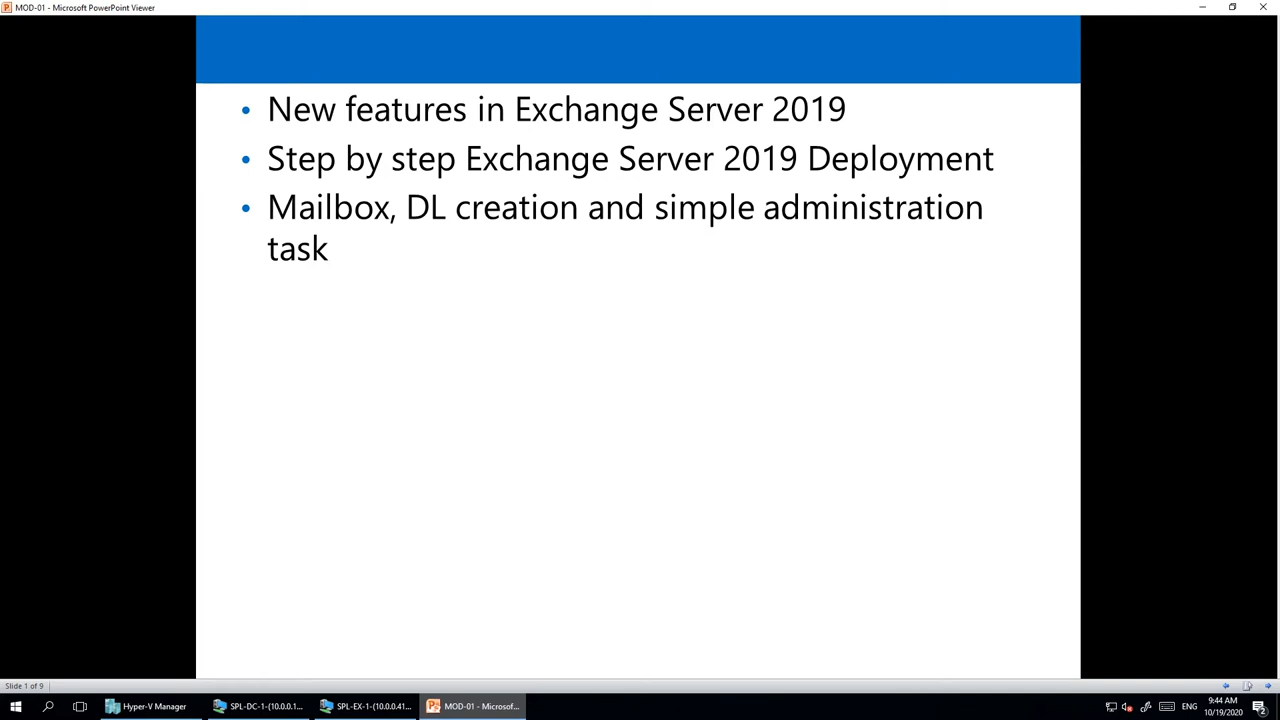 MOD-01 - Microsoft PowerPoint Viewer
• New features in Exchange Server 2019
• Step by step Exchange Server 2019 Deployment
• Mailbox, DL creation and simple administration
task
Slide 1 of 9
Hyper-V Manager
SPL-DC-1-(10.0.0.1...
SPL-EX-1-(10.0.0.41...
MOD-01 - Microsof...
ENG
9:44 AM
10/19/2020
2